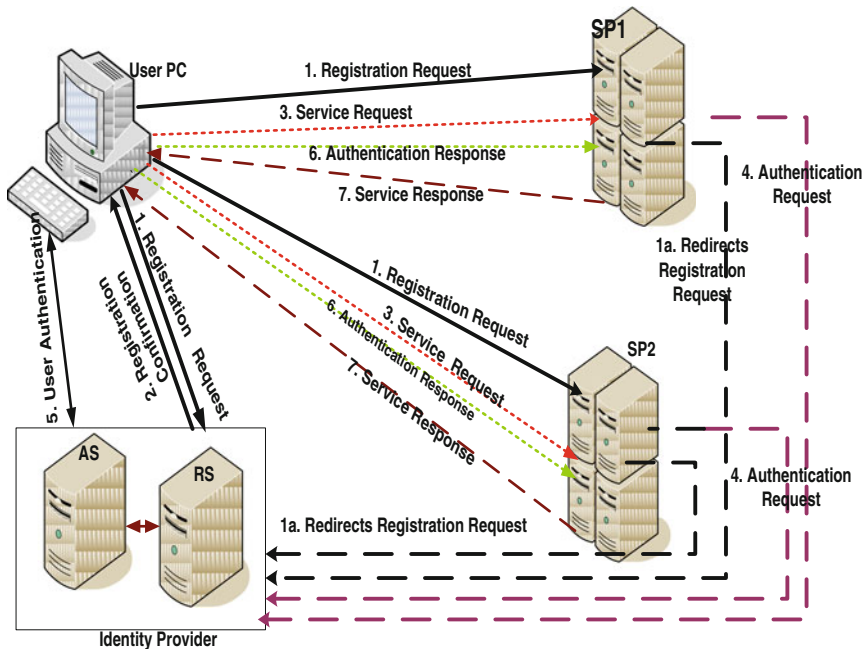 SP1
User PC
1. Registration Request
3. Service Request
6. Authentication Response
7. Service Response
4. Authentication
Request
1a. Redirects
Registration
Request
1. Registration Request
3. Service Request
6. Authentication Response
7. Service Response
SP2
1. Registration Request
2. Registration
Confirmation
5. User Authentication
AS
RS
4. Authentication
Request
1a. Redirects Registration Request
Identity Provider